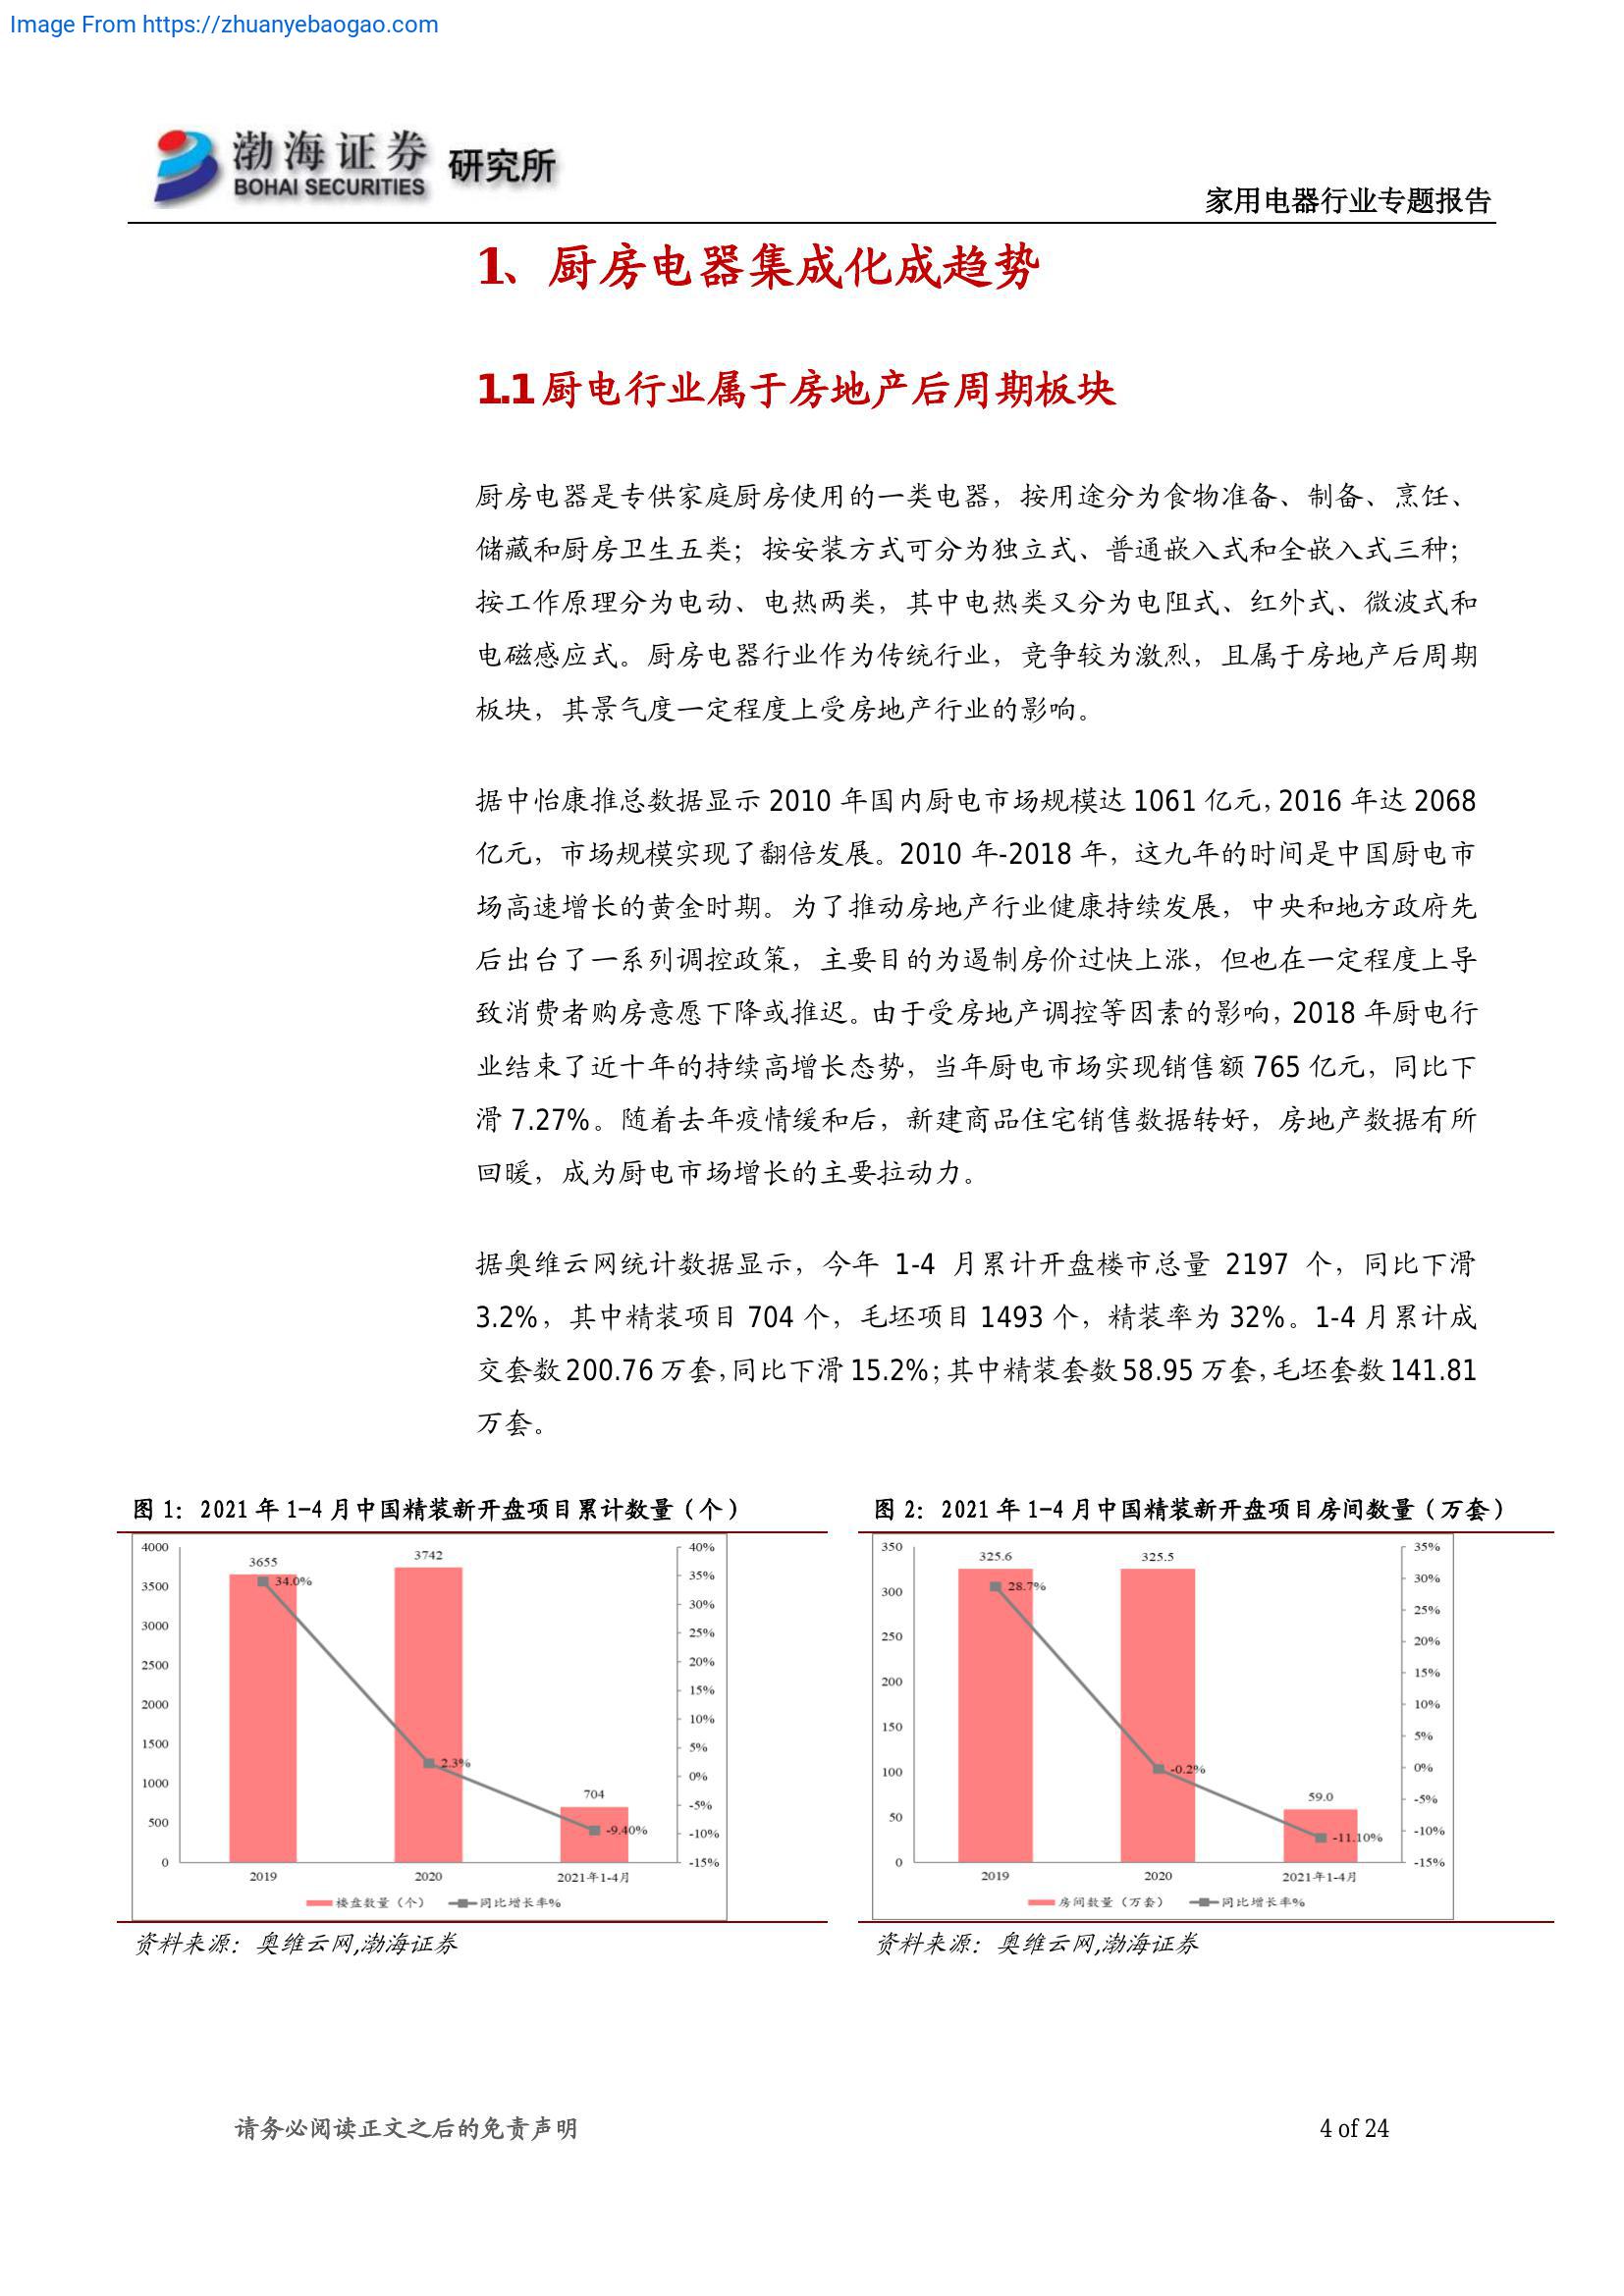 Image From https://zhuanyebaogao.com
渤海证券 研究所
BOHAI SECURITIES
家用电器行业专题报告
1、厨房电器集成化成趋势
1.1 厨电行业属于房地产后周期板块
厨房电器是专供家庭厨房使用的一类电器，按用途分为食物准备、制备、烹饪、
储藏和厨房卫生五类；按安装方式可分为独立式、普通嵌入式和全嵌入式三种；
按工作原理分为电动、电热两类，其中电热类又分为电阻式、红外式、微波式和
电磁感应式。厨房电器行业作为传统行业，竞争较为激烈，且属于房地产后周期
板块，其景气度一定程度上受房地产行业的影响。
据中怡康推总数据显示 2010 年国内厨电市场规模达 1061 亿元，2016 年达 2068
亿元，市场规模实现了翻倍发展。2010 年-2018 年，这九年的时间是中国厨电市
场高速增长的黄金时期。为了推动房地产行业健康持续发展，中央和地方政府先
后出台了一系列调控政策，主要目的为遏制房价过快上涨，但也在一定程度上导
致消费者购房意愿下降或推迟。由于受房地产调控等因素的影响，2018 年厨电行
业结束了近十年的持续高增长态势，当年厨电市场实现销售额 765 亿元，同比下
滑 7.27%。随着去年疫情缓和后，新建商品住宅销售数据转好，房地产数据有所
回暖，成为厨电市场增长的主要拉动力。
据奥维云网统计数据显示，今年 1-4 月累计开盘楼市总量 2197 个，同比下滑
3.2%，其中精装项目 704 个，毛坯项目 1493 个，精装率为 32%。1-4 月累计成
交套数 200.76 万套，同比下滑 15.2%；其中精装套数 58.95 万套，毛坯套数 141.81
万套。
图 1：2021 年 1-4 月中国精装新开盘项目累计数量（个）
4000
3500
3000
2500
2000
1500
1000
500
0
3655
3742
704
34.0%
2.3%
-9.40%
40%
35%
30%
25%
20%
15%
10%
5%
0%
-5%
-10%
-15%
2019
2020
2021年1-4月
楼盘数量（个） 同比增长率%
资料来源：奥维云网,渤海证券
图 2：2021 年 1-4 月中国精装新开盘项目房间数量（万套）
350
300
250
200
150
100
50
0
325.6
325.5
59.0
28.7%
-0.2%
-11.10%
35%
30%
25%
20%
15%
10%
5%
0%
-5%
-10%
-15%
2019
2020
2021年1-4月
房间数量（万套） 同比增长率%
资料来源：奥维云网,渤海证券
请务必阅读正文之后的免责声明
4 of 24